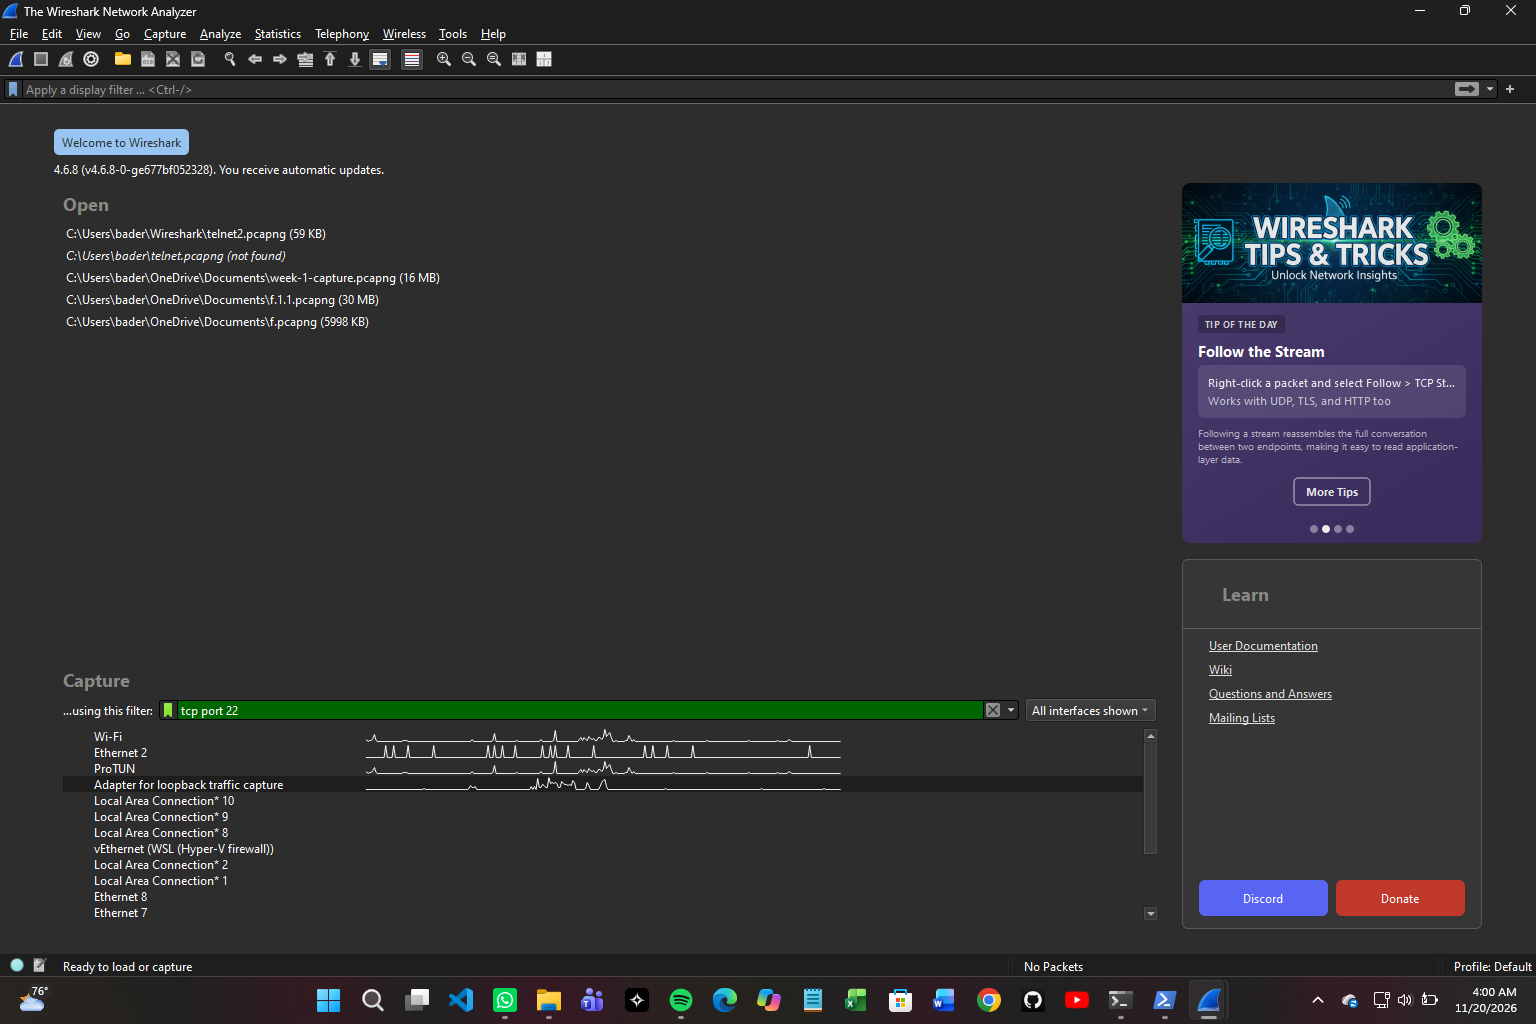 The Wireshark Network Analyzer
File Edit View Go Capture Analyze Statistics Telephony Wireless Tools Help
Apply a display filter ... <Ctrl-/>
Welcome to Wireshark
4.6.8 (v4.6.8-0-ge677bf052328). You receive automatic updates.
Open
C:\Users\bader\Wireshark\telnet2.pcapng (59 KB)
C:\Users\bader\telnet.pcapng (not found)
C:\Users\bader\OneDrive\Documents\week-1-capture.pcapng (16 MB)
C:\Users\bader\OneDrive\Documents\f.1.1.pcapng (30 MB)
C:\Users\bader\OneDrive\Documents\f.pcapng (5998 KB)
WIRESHARK
TIPS & TRICKS
Unlock Network Insights
TIP OF THE DAY
Follow the Stream
Right-click a packet and select Follow > TCP St...
Works with UDP, TLS, and HTTP too
Following a stream reassembles the full conversation
between two endpoints, making it easy to read application-
layer data.
More Tips
Learn
User Documentation
Wiki
Questions and Answers
Mailing Lists
Discord Donate
Capture
...using this filter: tcp port 22 All interfaces shown
Wi-Fi
Ethernet 2
ProTUN
Adapter for loopback traffic capture
Local Area Connection* 10
Local Area Connection* 9
Local Area Connection* 8
vEthernet (WSL (Hyper-V firewall))
Local Area Connection* 2
Local Area Connection* 1
Ethernet 8
Ethernet 7
Ready to load or capture No Packets Profile: Default
76°
4:00 AM
11/20/2026